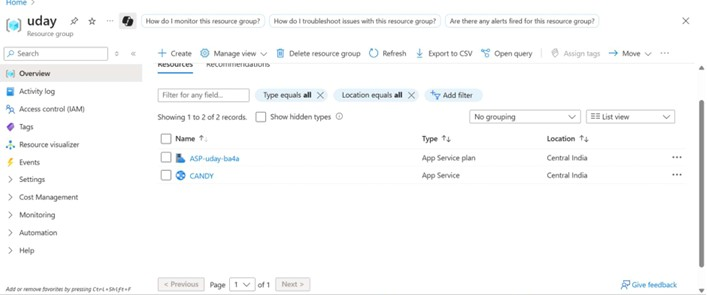 Home >
uday
Resource group
How do I monitor this resource group?
How do I troubleshoot issues with this resource group?
Are there any alerts fired for this resource group?
Search
Create
Manage view
Delete resource group
Refresh
Export to CSV
Open query
Assign tags
Move
Overview
Activity log
Access control (IAM)
Tags
Resource visualizer
Events
Settings
Cost Management
Monitoring
Automation
Help
Add or remove favorites by pressing Ctrl+Shift+F
Resources Recommendations
Filter for any field...
Type equals all
Location equals all
Add filter
Showing 1 to 2 of 2 records.
Show hidden types
No grouping
List view
Name Type Location
ASP-uday-ba4a App Service plan Central India
CANDY App Service Central India
< Previous Page 1 of 1 Next >
Give feedback